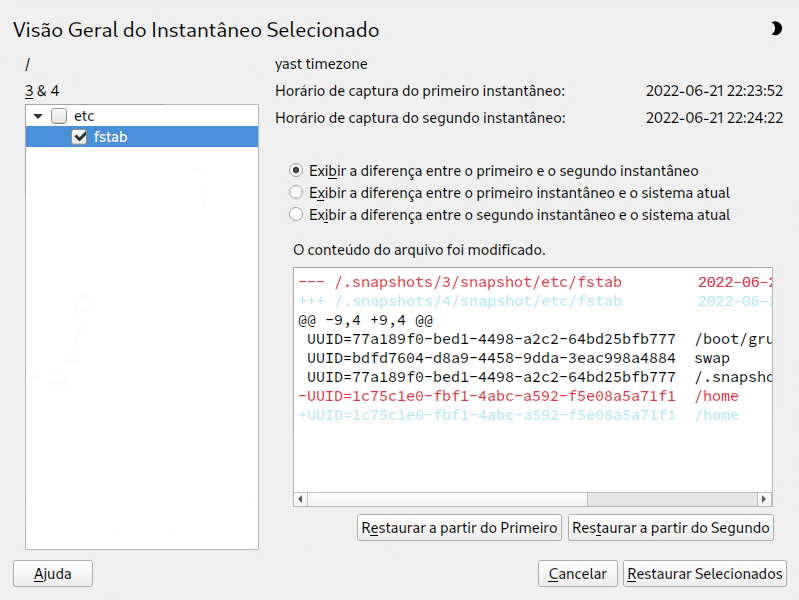 Visão Geral do Instantâneo Selecionado
/
yast timezone
3 & 4
Horário de captura do primeiro instantâneo: 2022-06-21 22:23:52
Horário de captura do segundo instantâneo: 2022-06-21 22:24:22
etc
fstab
Exibir a diferença entre o primeiro e o segundo instantâneo
Exibir a diferença entre o primeiro instantâneo e o sistema atual
Exibir a diferença entre o segundo instantâneo e o sistema atual
O conteúdo do arquivo foi modificado.
--- /.snapshots/3/snapshot/etc/fstab 2022-06-2
+++ /.snapshots/4/snapshot/etc/fstab 2022-06-2
@@ -9,4 +9,4 @@
UUID=77a189f0-bed1-4498-a2c2-64bd25bfb777 /boot/gru
UUID=bdfd7604-d8a9-4458-9dda-3eac998a4884 swap
UUID=77a189f0-bed1-4498-a2c2-64bd25bfb777 /.snapsho
-UUID=1c75c1e0-fbf1-4abc-a592-f5e08a5a71f1 /home
+UUID=1c75c1e0-fbf1-4abc-a592-f5e08a5a71f1 /home
Restaurar a partir do Primeiro
Restaurar a partir do Segundo
Ajuda
Cancelar
Restaurar Selecionados